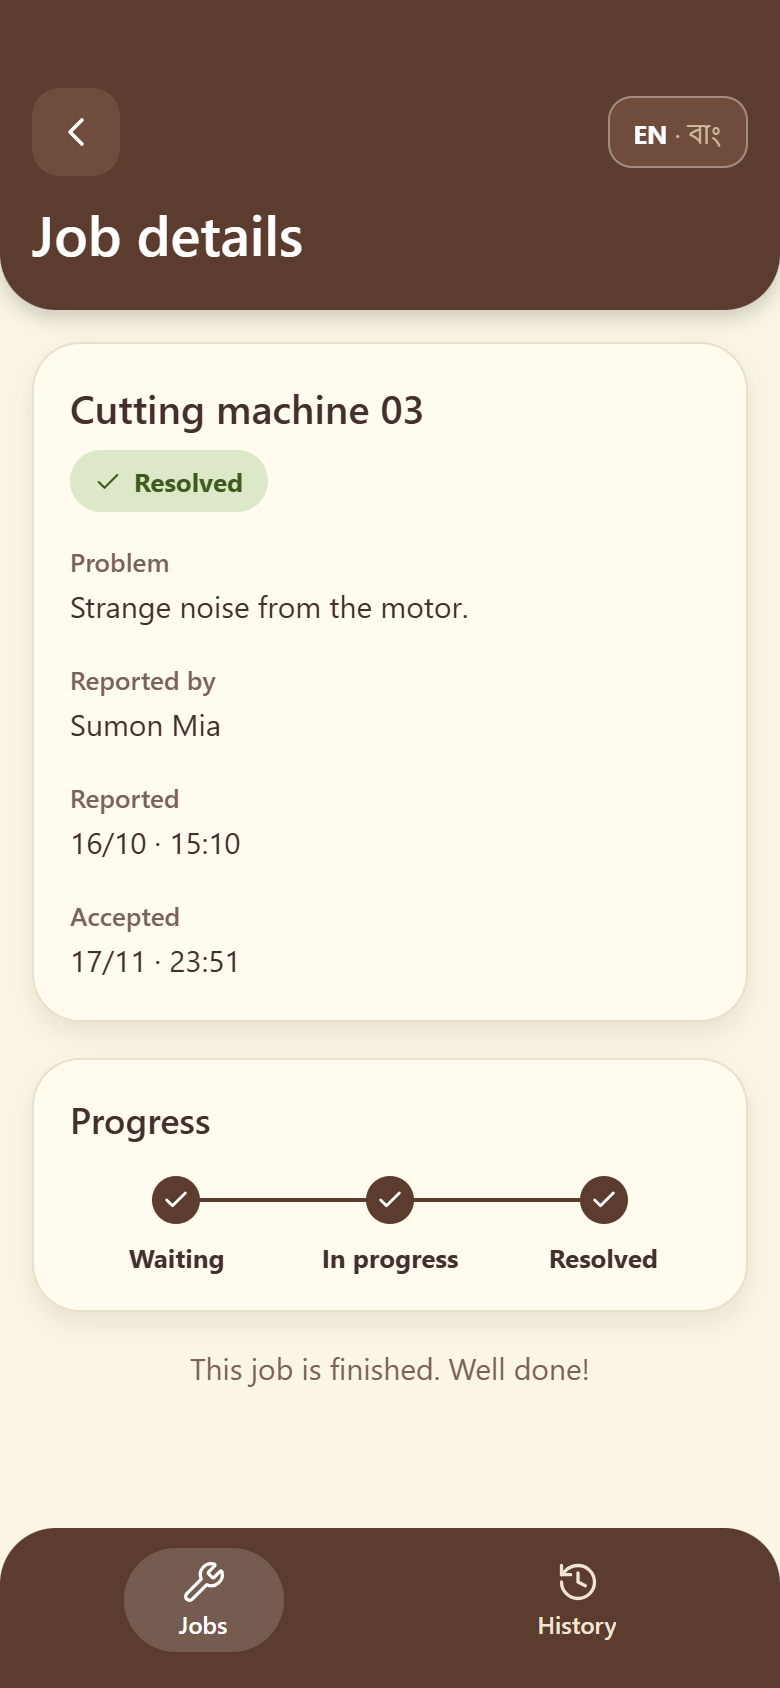 EN · বাং
Job details
Cutting machine 03
Resolved
Problem
Strange noise from the motor.
Reported by
Sumon Mia
Reported
16/10 · 15:10
Accepted
17/11 · 23:51
Progress
Waiting
In progress
Resolved
This job is finished. Well done!
Jobs
History